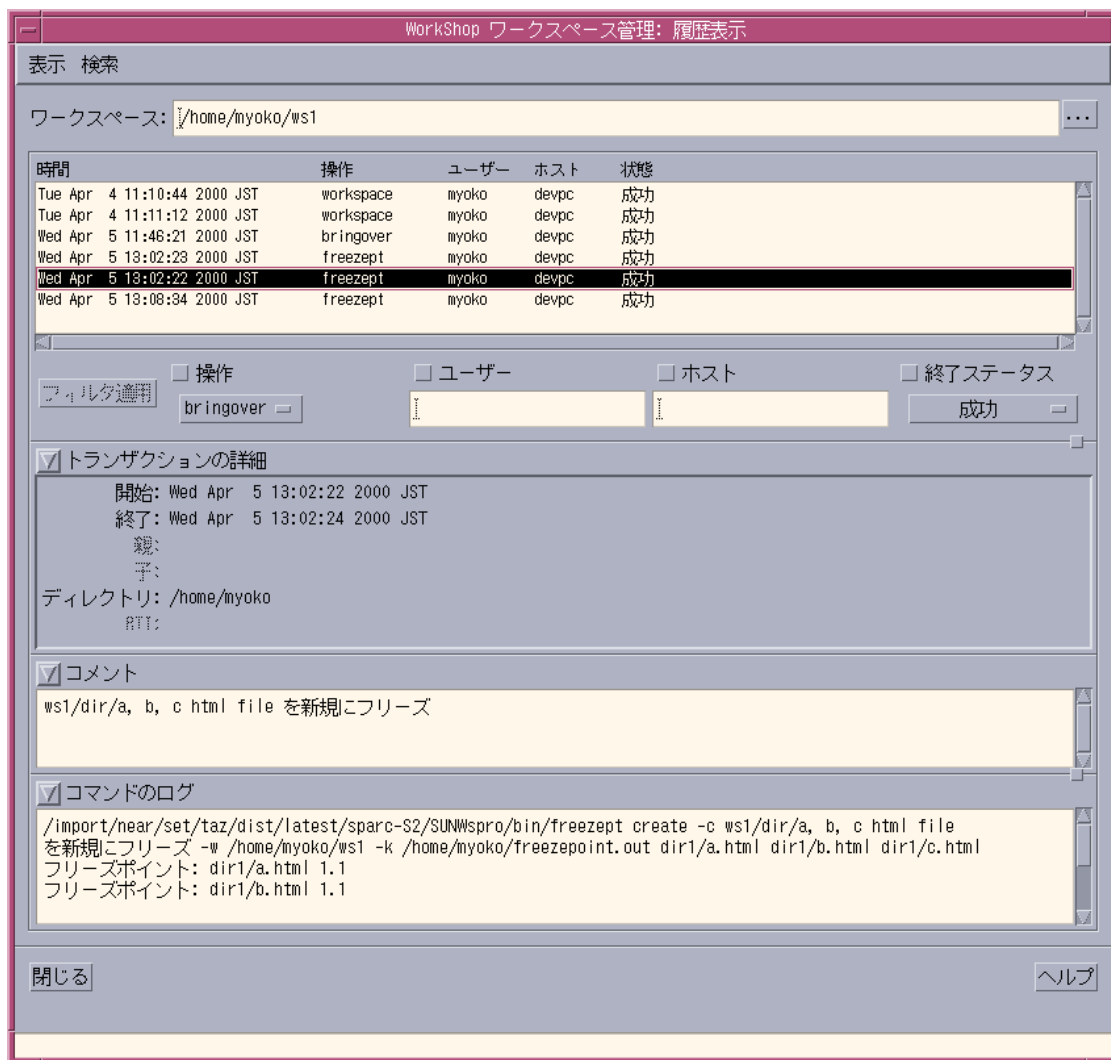 WorkShop ワークスペース管理: 履歴表示
表示 検索
ワークスペース: /home/myoko/ws1 ...
時間 操作 ユーザー ホスト 状態
Tue Apr 4 11:10:44 2000 JST workspace myoko devpc 成功
Tue Apr 4 11:11:12 2000 JST workspace myoko devpc 成功
Wed Apr 5 11:46:21 2000 JST bringover myoko devpc 成功
Wed Apr 5 13:02:23 2000 JST freezept myoko devpc 成功
Wed Apr 5 13:02:22 2000 JST freezept myoko devpc 成功
Wed Apr 5 13:08:34 2000 JST freezept myoko devpc 成功
操作 ユーザー ホスト 終了ステータス
フィルタ適用 bringover 成功
トランザクションの詳細
開始: Wed Apr 5 13:02:22 2000 JST
終了: Wed Apr 5 13:02:24 2000 JST
親:
子:
ディレクトリ: /home/myoko
RTI:
コメント
ws1/dir/a, b, c html file を新規にフリーズ
コマンドのログ
/import/near/set/taz/dist/latest/sparc-S2/SUNWspro/bin/freezept create -c ws1/dir/a, b, c html file
を新規にフリーズ -w /home/myoko/ws1 -k /home/myoko/freezepoint.out dir1/a.html dir1/b.html dir1/c.html
フリーズポイント: dir1/a.html 1.1
フリーズポイント: dir1/b.html 1.1
閉じる ヘルプ